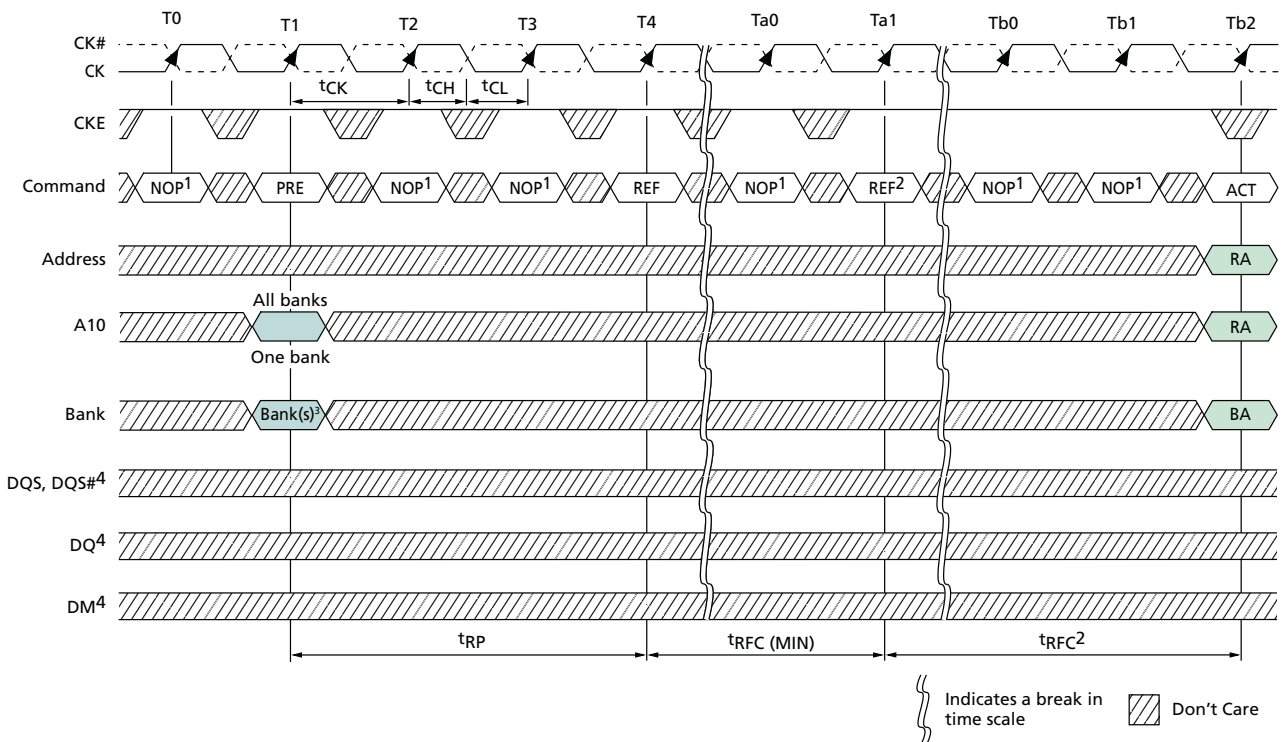 T0 T1 T2 T3 T4 Ta0 Ta1 Tb0 Tb1 Tb2
CK#
CK
tCK tCH tCL
CKE
Command NOP1 PRE NOP1 NOP1 REF NOP1 REF2 NOP1 NOP1 ACT
Address RA
All banks
A10 RA
One bank
Bank Bank(s)3 BA
DQS, DQS#4
DQ4
DM4
tRP tRFC (MIN) tRFC2
Indicates a break in
time scale
Don't Care